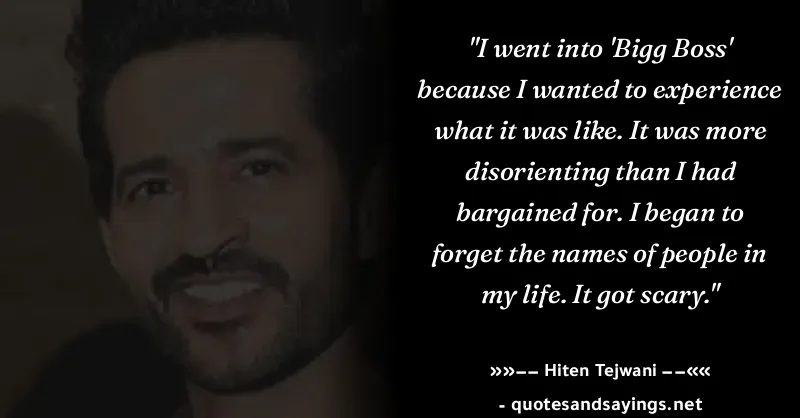 "I went into 'Bigg Boss'
because I wanted to experience
what it was like. It was more
disorienting than I had
bargained for. I began to
forget the names of people in
my life. It got scary."
»»−− Hiten Tejwani −−««
- quotesandsayings.net